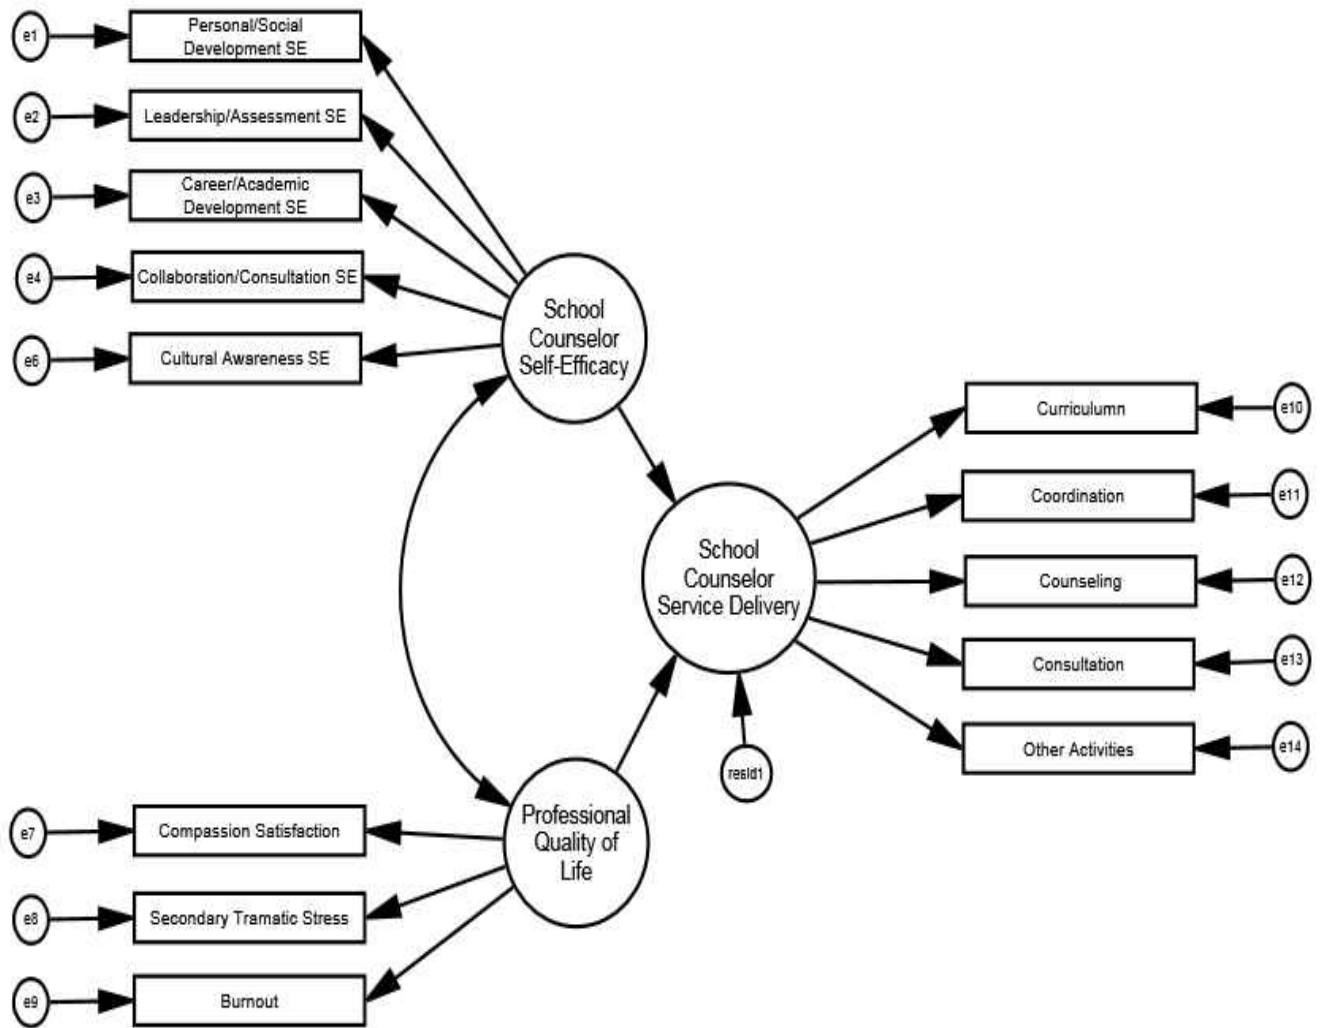 e1
Personal/Social
Development SE
e2
Leadership/Assessment SE
e3
Career/Academic
Development SE
e4
Collaboration/Consultation SE
e6
Cultural Awareness SE
School
Counselor
Self-Efficacy
Curriculumn
e10
Coordination
e11
School
Counselor
Service Delivery
Counseling
e12
Consultation
e13
Other Activities
e14
resid1
Professional
Quality of
Life
e7
Compassion Satisfaction
e8
Secondary Tramatic Stress
e9
Burnout